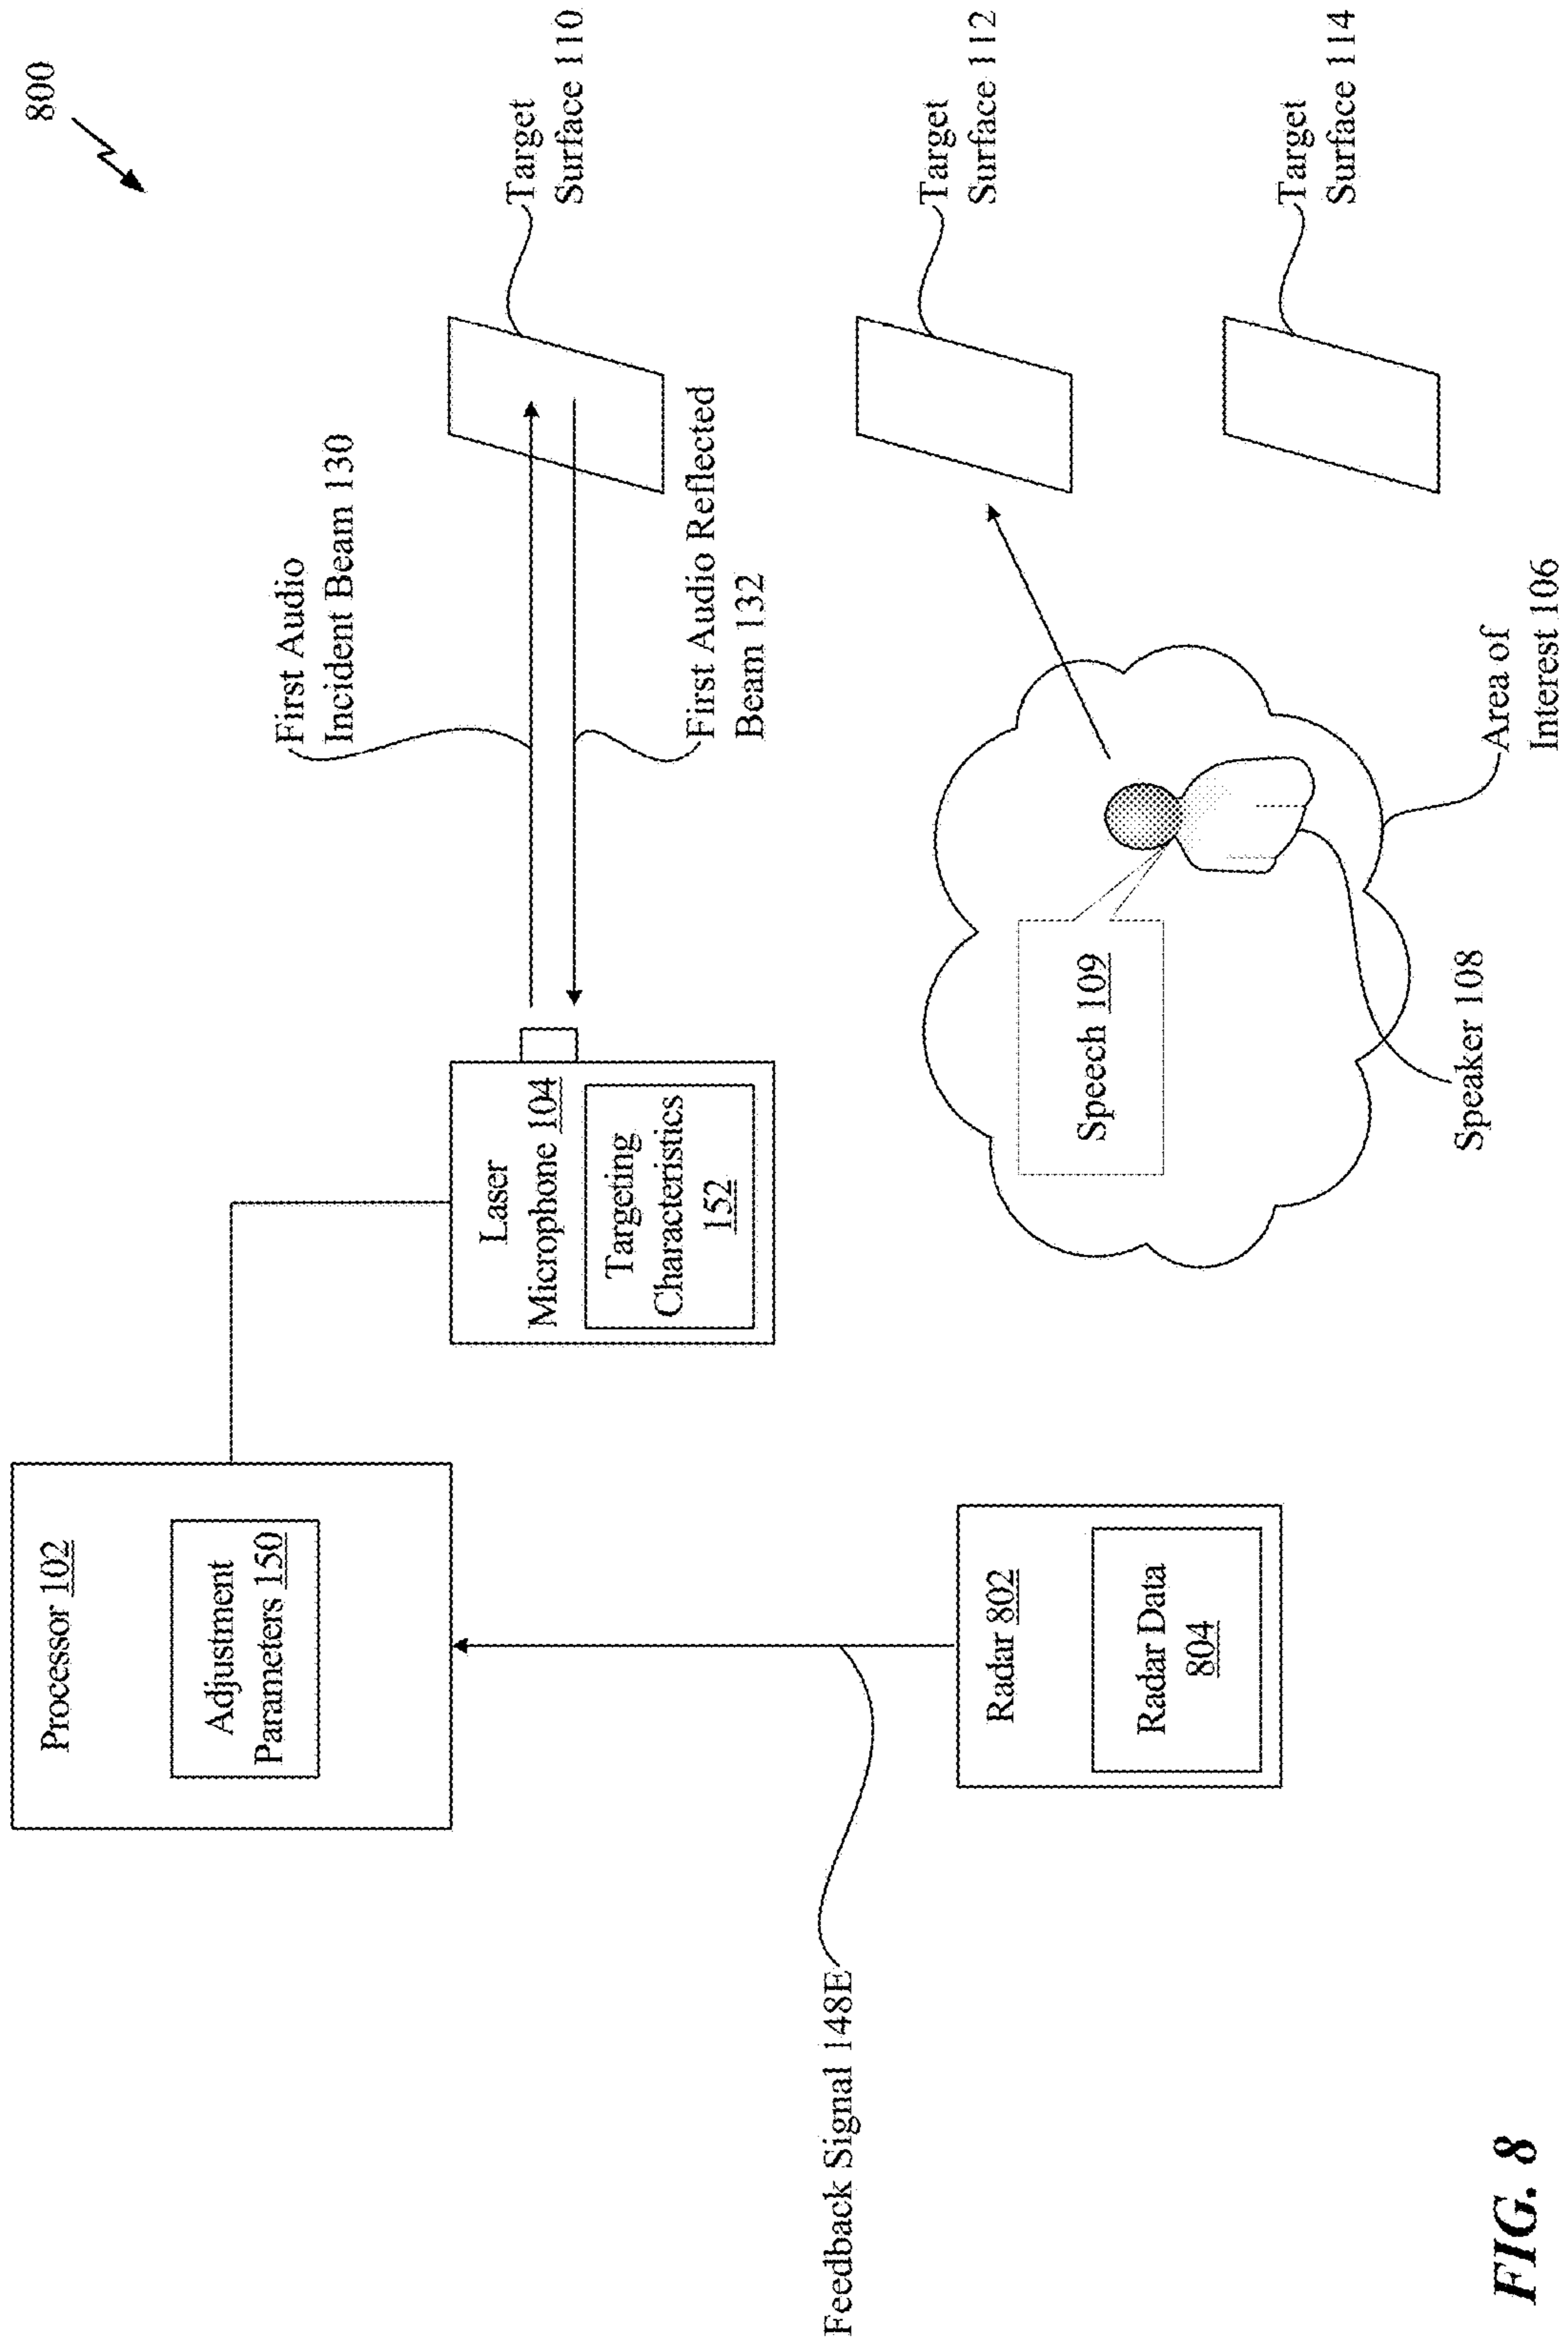 800
Processor 102
Adjustment
Parameters 150
First Audio
Incident Beam 130
Target
Surface 110
Laser
Microphone 104
Targeting
Characteristics
152
First Audio Reflected
Beam 132
Feedback Signal 148E
Radar 802
Radar Data
804
Speech 109
Target
Surface 112
Speaker 108
Area of
Interest 106
Target
Surface 114
FIG. 8